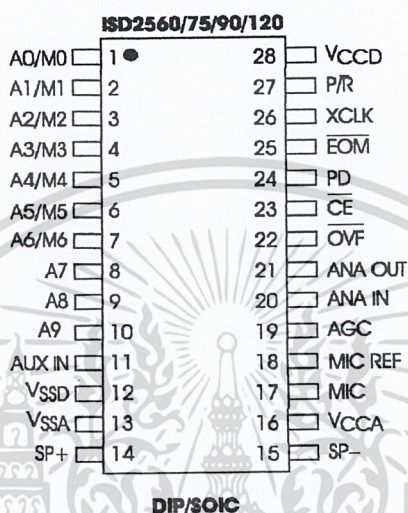 ISD2560/75/90/120
A0/M0 1 28 VCCD
A1/M1 2 27 P/R̅
A2/M2 3 26 XCLK
A3/M3 4 25 E̅O̅M̅
A4/M4 5 24 PD
A5/M5 6 23 C̅E̅
A6/M6 7 22 O̅V̅F̅
A7 8 21 ANA OUT
A8 9 20 ANA IN
A9 10 19 AGC
AUX IN 11 18 MIC REF
VSSD 12 17 MIC
VSSA 13 16 VCCA
SP+ 14 15 SP–
DIP/SOIC